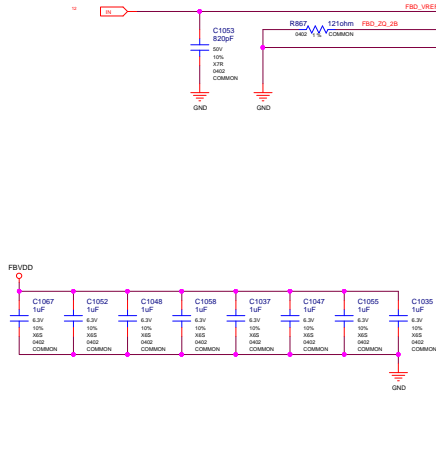 12
IN
FBD_VREF
C1053
820pF
50V
10%
X7R
0402
COMMON
GND
R867
121ohm
FBD_ZQ_2B
0402
1 %
COMMON
GND
FBVDD
C1067
1uF
6.3V
10%
X6S
0402
COMMON
C1052
1uF
6.3V
10%
X6S
0402
COMMON
C1048
1uF
6.3V
10%
X6S
0402
COMMON
C1058
1uF
6.3V
10%
X6S
0402
COMMON
C1037
1uF
6.3V
10%
X6S
0402
COMMON
C1047
1uF
6.3V
10%
X6S
0402
COMMON
C1055
1uF
6.3V
10%
X6S
0402
COMMON
C1035
1uF
6.3V
10%
X6S
0402
COMMON
GND